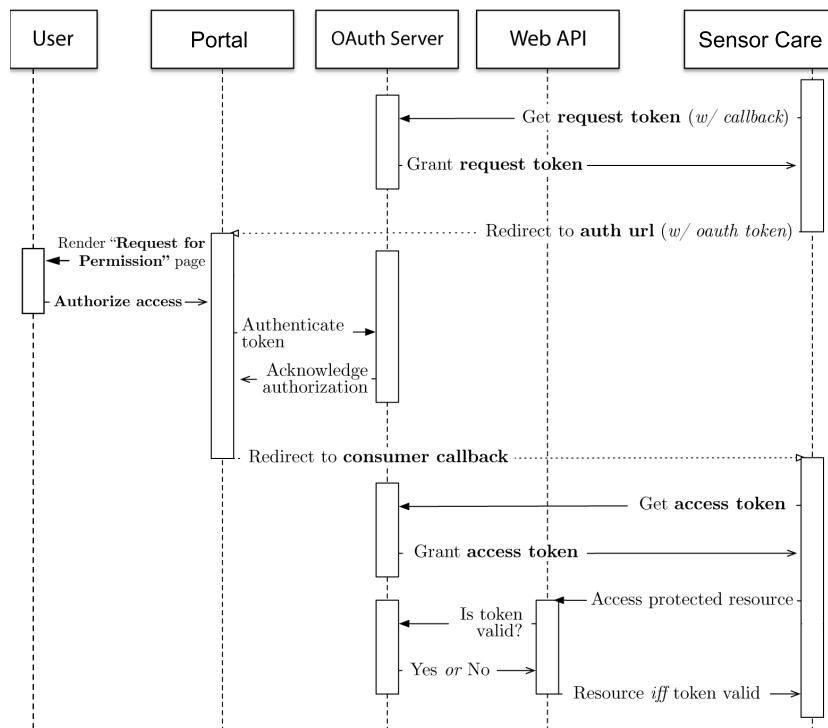 User
Portal
OAuth Server
Web API
Sensor Care
Get request token (w/ callback)
Grant request token
Redirect to auth url (w/ oauth token)
Render “Request for
Permission” page
Authorize access
Authenticate
token
Acknowledge
authorization
Redirect to consumer callback
Get access token
Grant access token
Access protected resource
Is token
valid?
Yes or No
Resource iff token valid